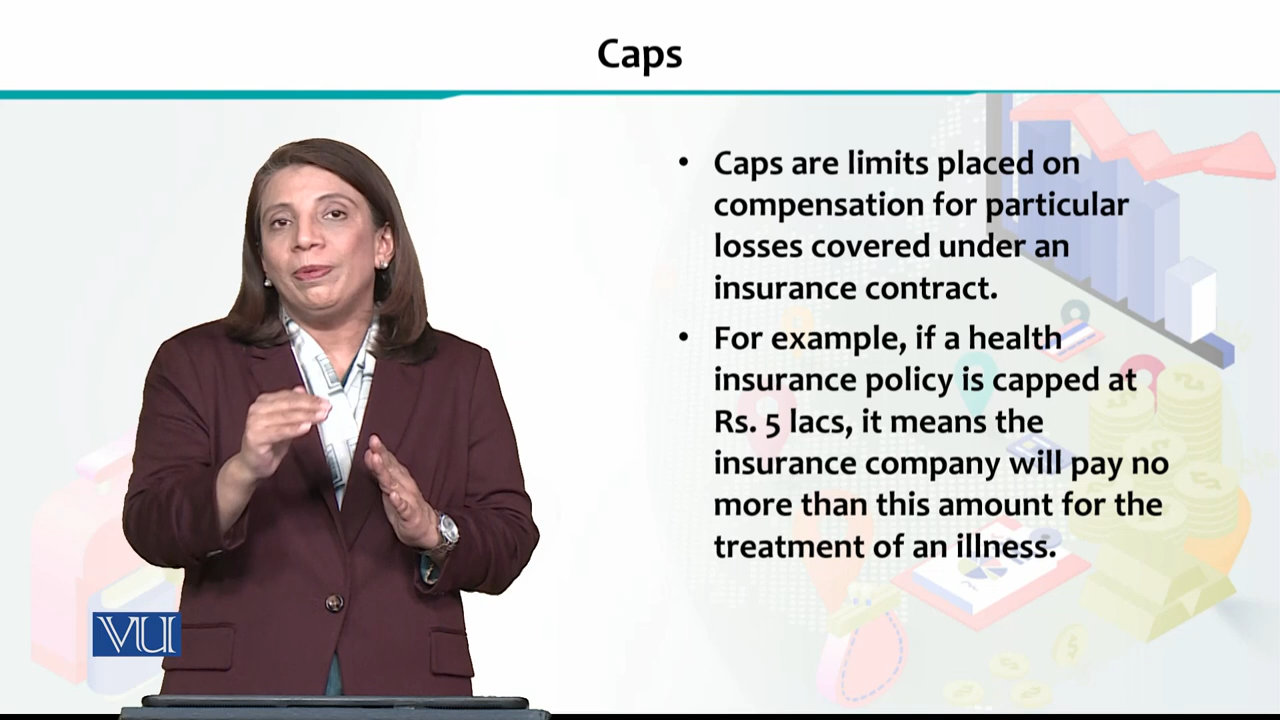 Caps
• Caps are limits placed on
compensation for particular
losses covered under an
insurance contract.
• For example, if a health
insurance policy is capped at
Rs. 5 lacs, it means the
insurance company will pay no
more than this amount for the
treatment of an illness.
VU